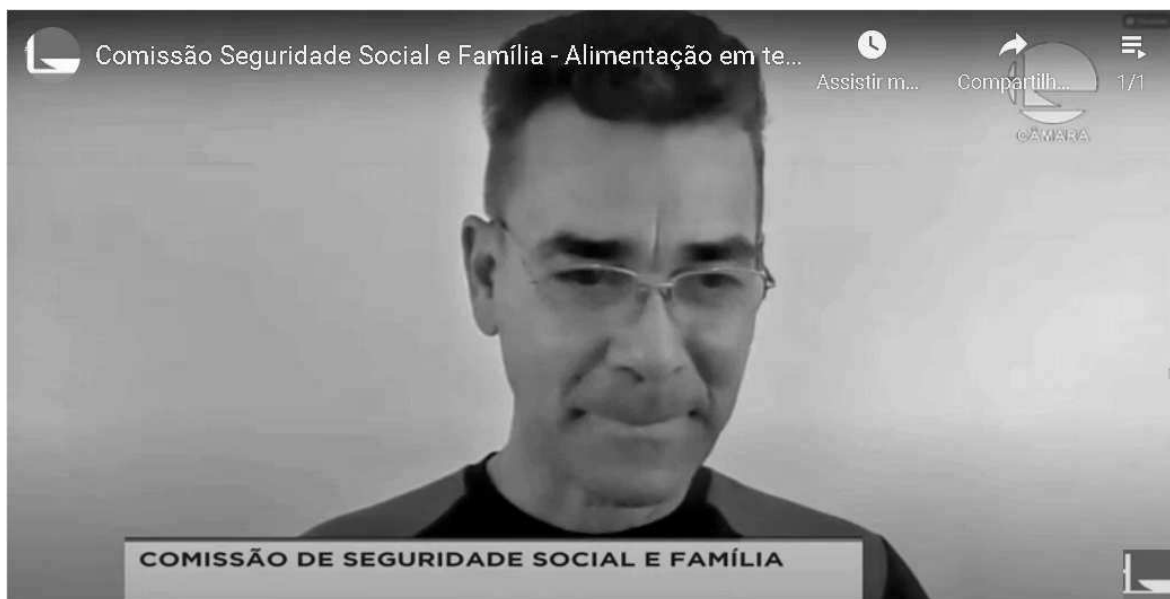 Comissão Seguridade Social e Família - Alimentação em te...
Assistir m...
Compartilh...
1/1
CÂMARA
COMISSÃO DE SEGURIDADE SOCIAL E FAMÍLIA